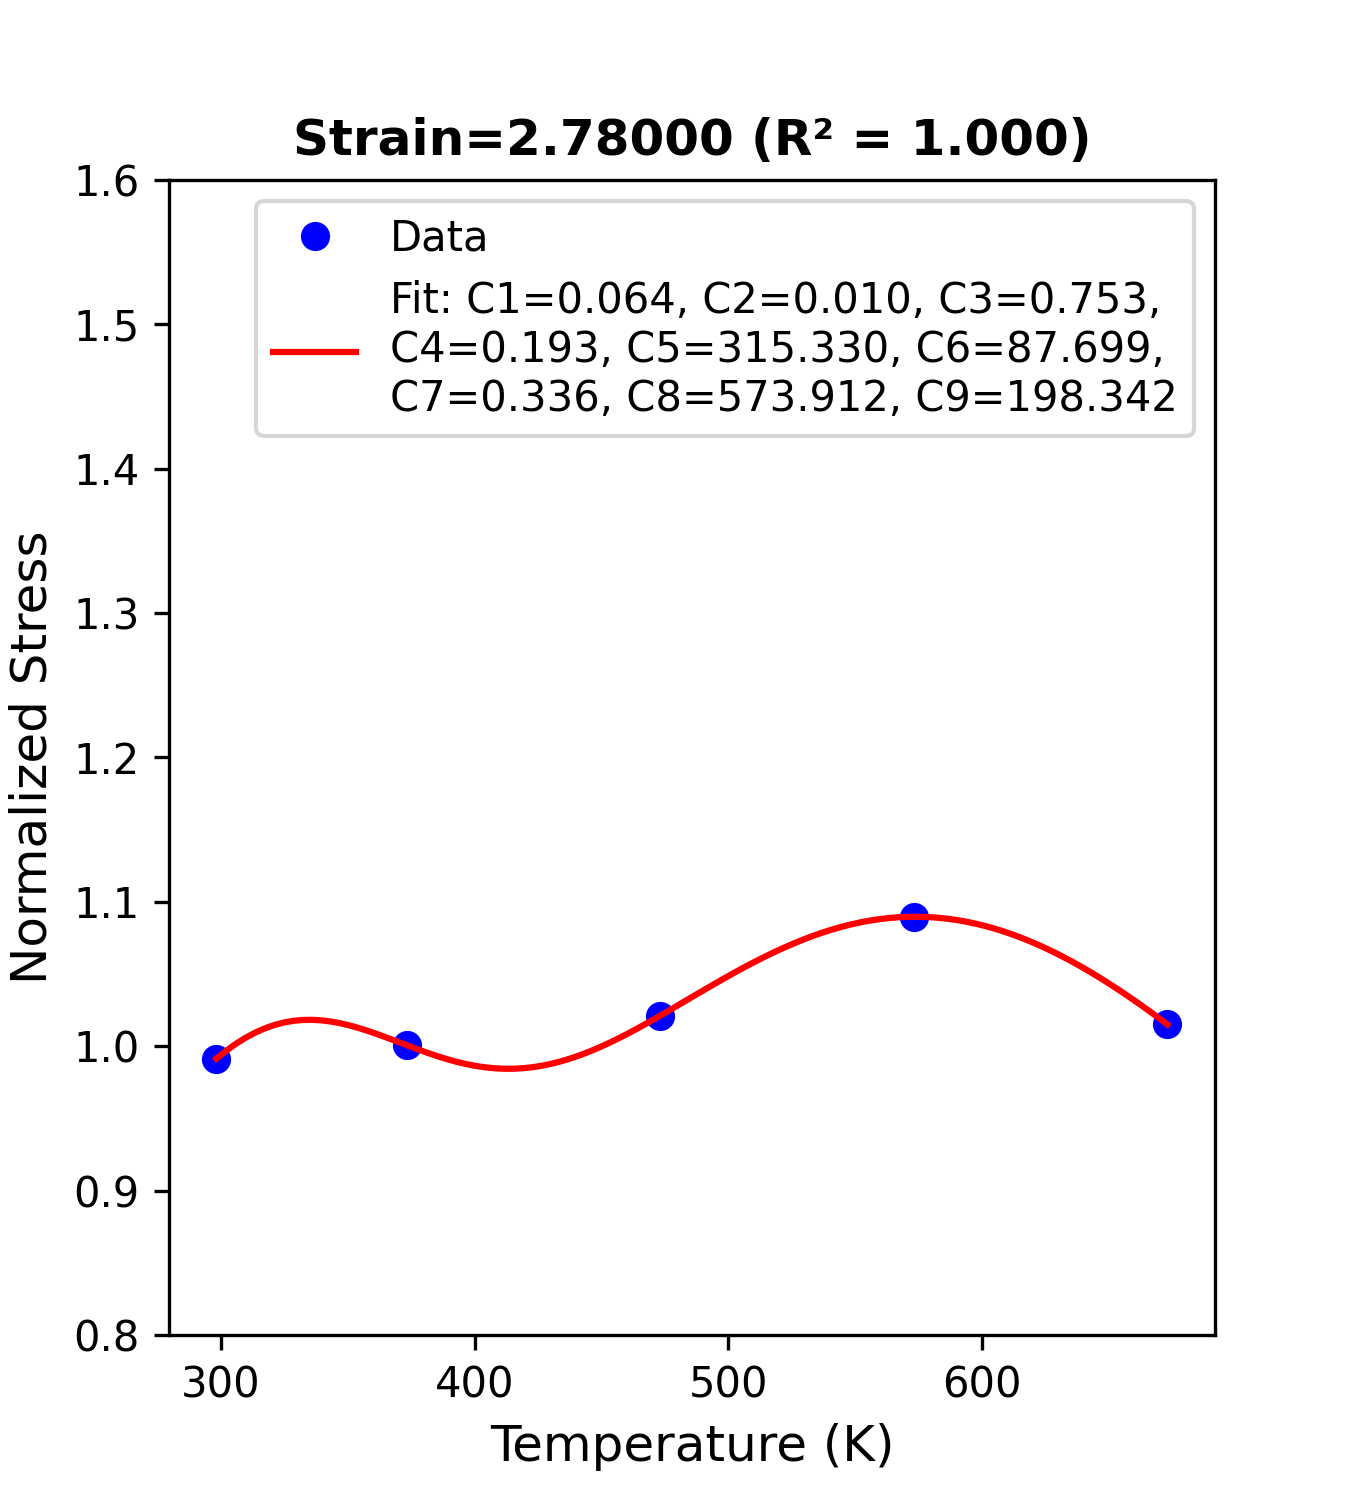 Strain=2.78000 (R² = 1.000)
1.6
1.5
1.4
1.3
1.2
1.1
1.0
0.9
0.8
Data
Fit: C1=0.064, C2=0.010, C3=0.753,
C4=0.193, C5=315.330, C6=87.699,
C7=0.336, C8=573.912, C9=198.342
Normalized Stress
300 400 500 600
Temperature (K)